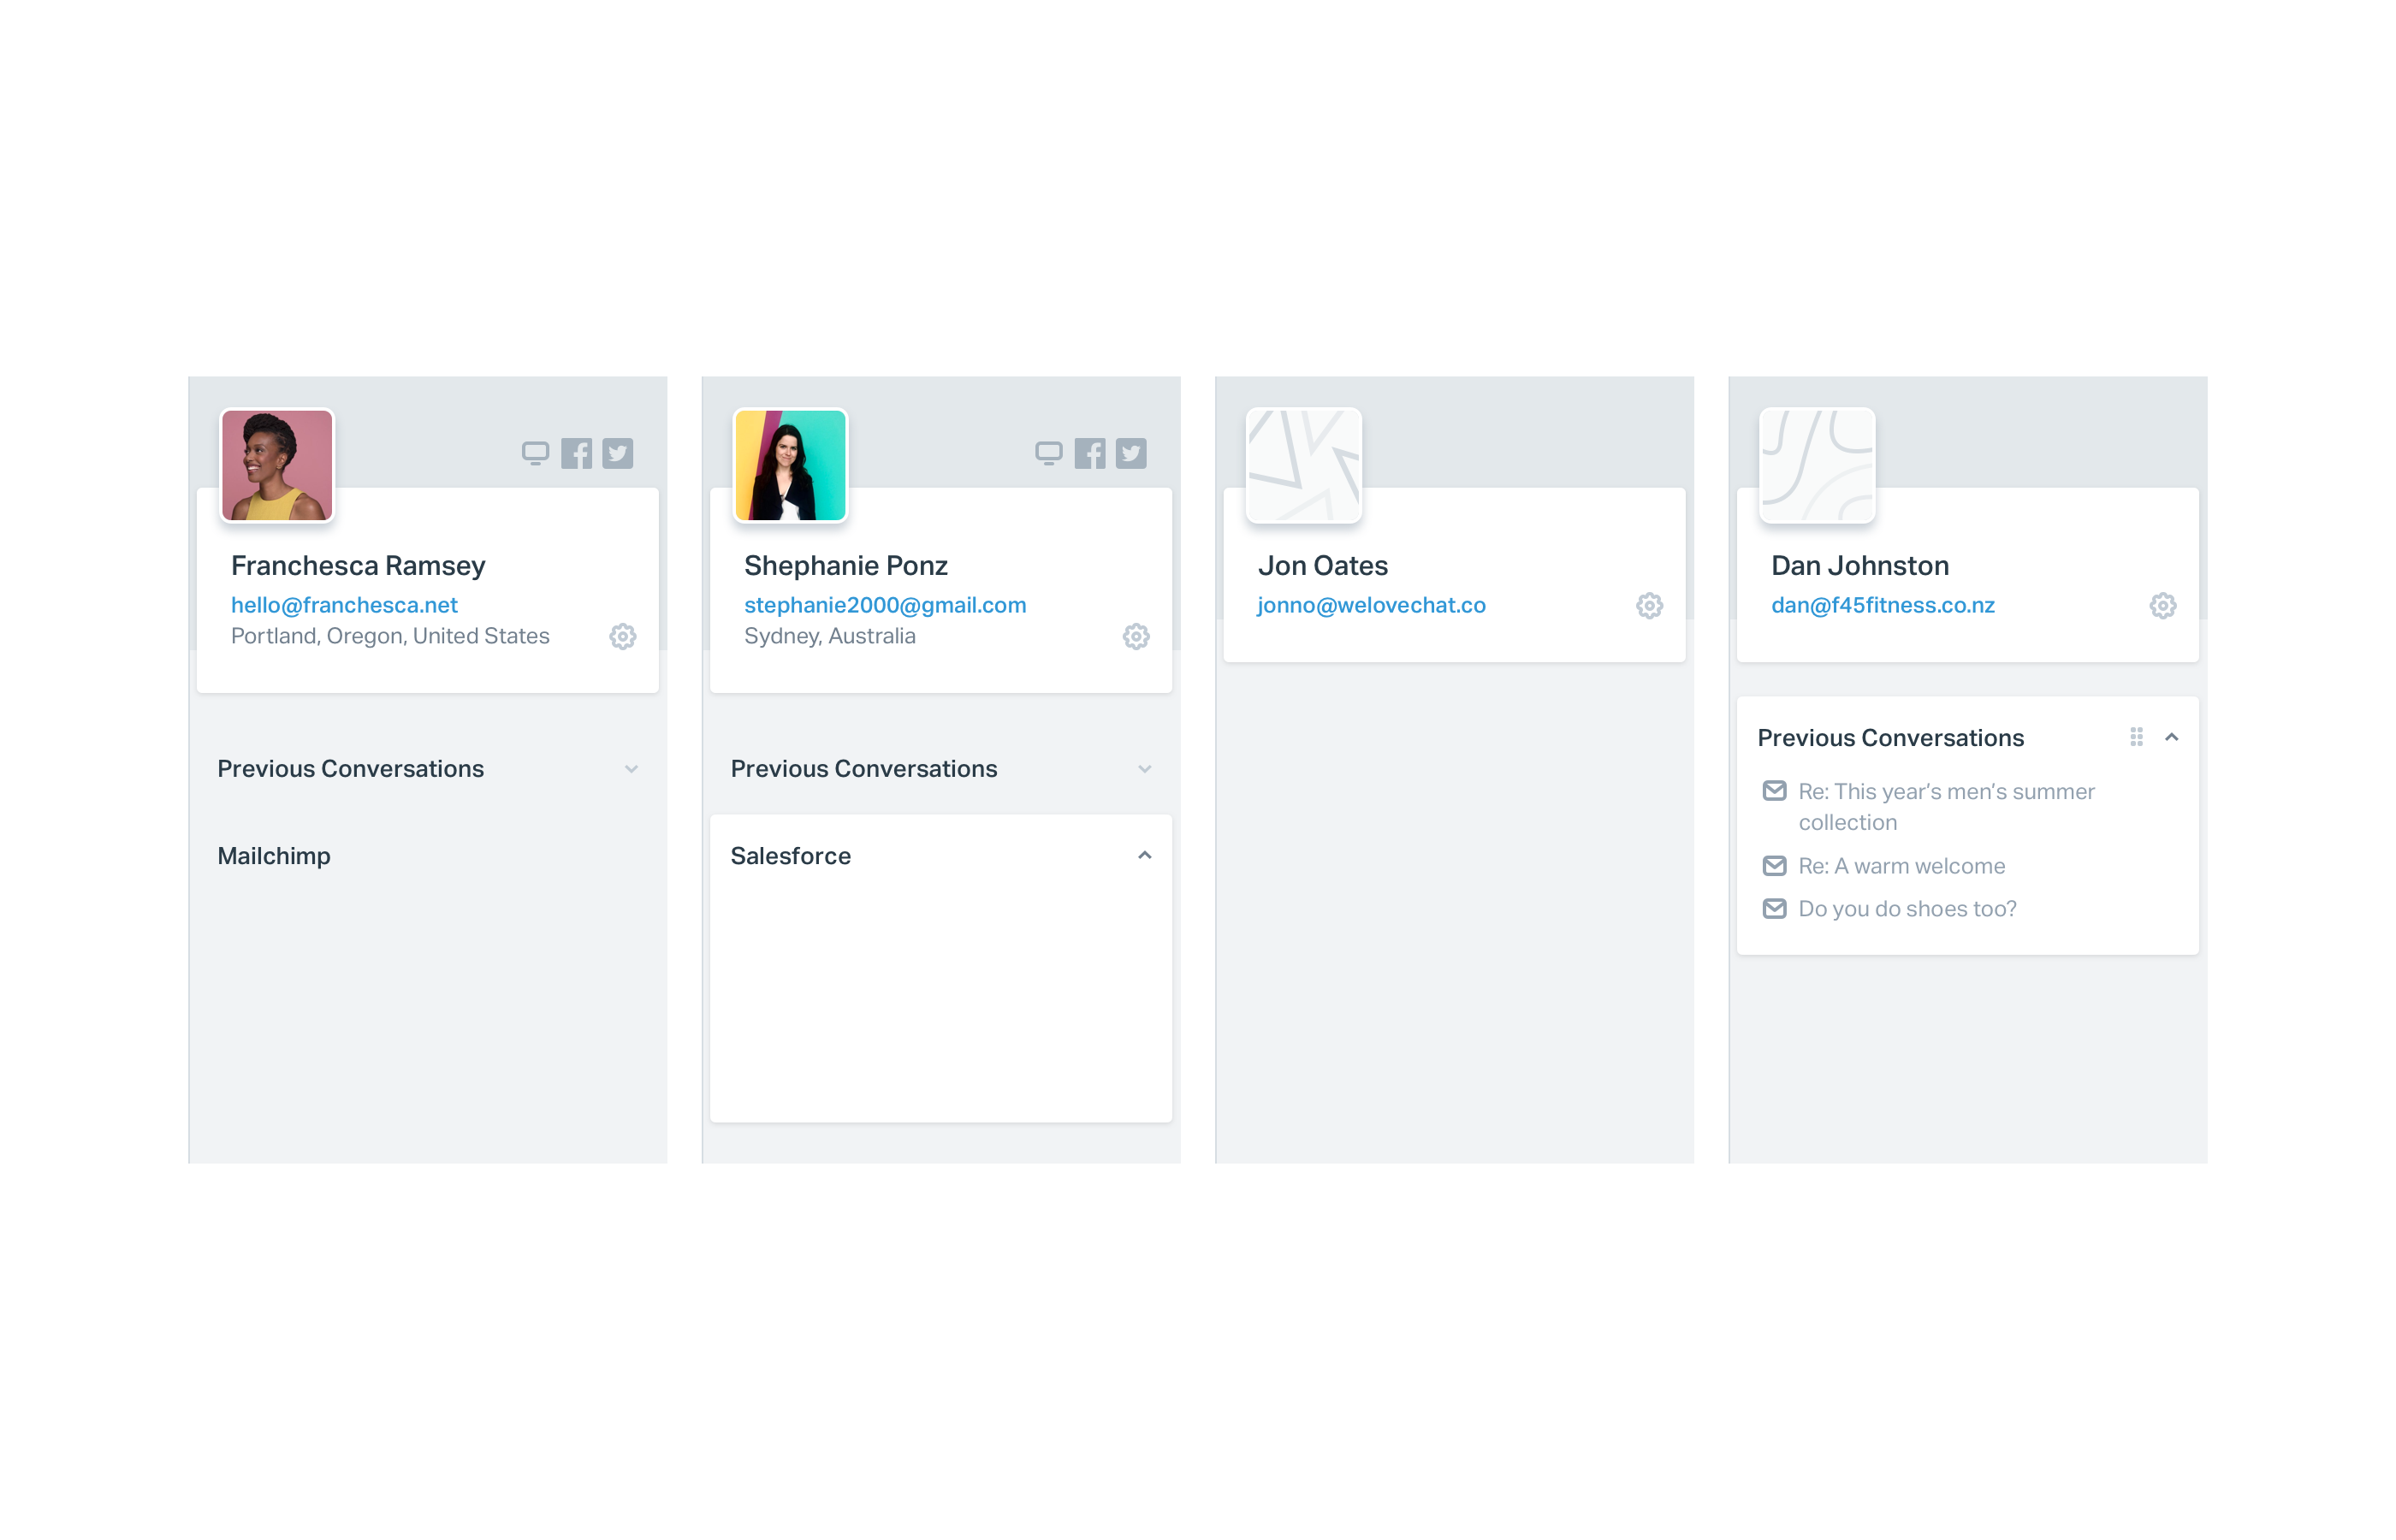 Franchesca Ramsey
hello@franchesca.net
Portland, Oregon, United States
Previous Conversations
Mailchimp
Shephanie Ponz
stephanie2000@gmail.com
Sydney, Australia
Previous Conversations
Salesforce
Jon Oates
jonno@welovechat.co
Dan Johnston
dan@f45fitness.co.nz
Previous Conversations
Re: This year’s men’s summer
collection
Re: A warm welcome
Do you do shoes too?